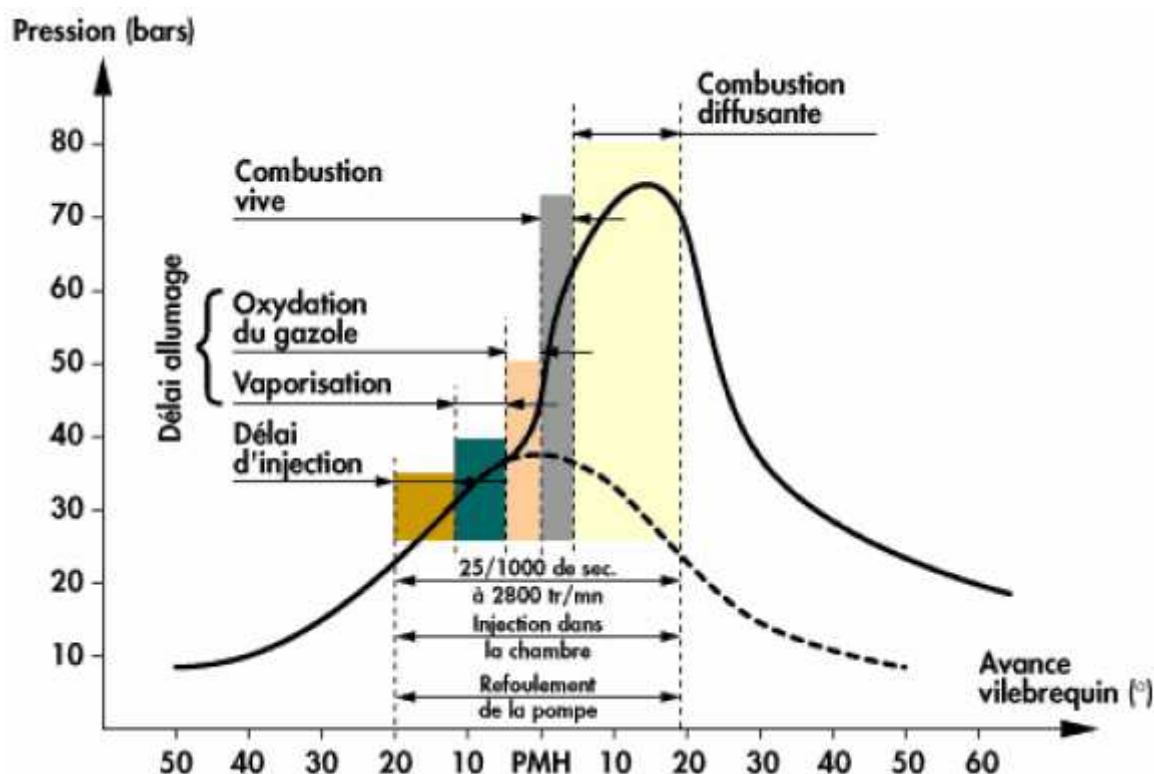 Pression (bars)
80
70
60
50
40
30
20
10
Combustion
diffusante
Combustion
vive
Délai allumage
Oxydation
du gazole
Vaporisation
Délai
d'injection
25/1000 de sec.
à 2800 tr/mn
Injection dans
la chambre
Refoulement
de la pompe
Avance
vilebrequin (°)
50 40 30 20 10 PMH 10 20 30 40 50 60